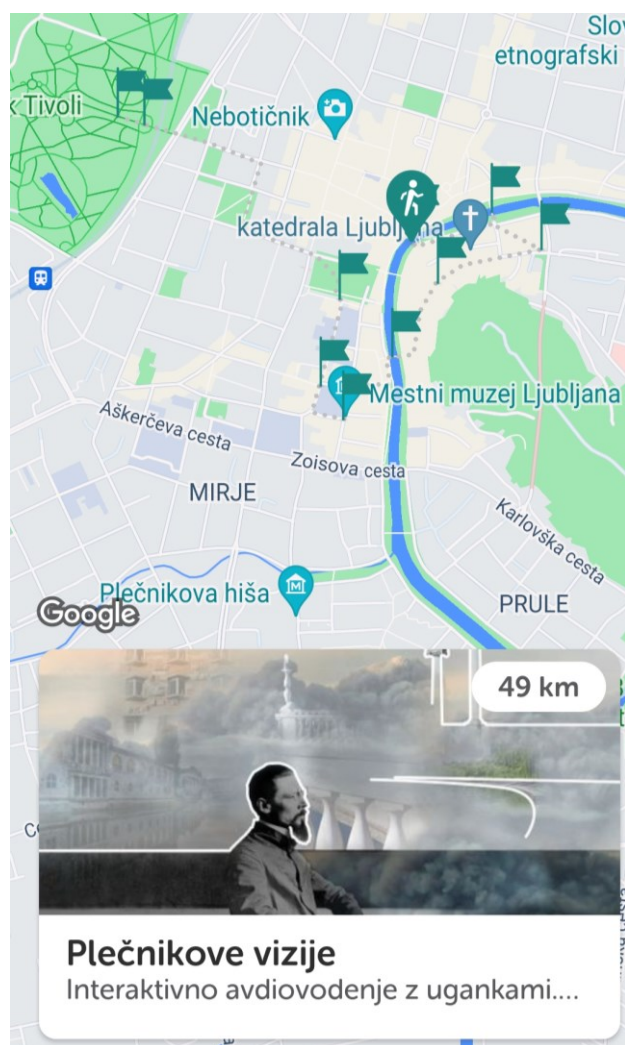 Slov
etnografski
k Tivoli
Nebotičnik
katedrala Ljubljana
Mestni muzej Ljubljana
Aškerčeva cesta
Zoisova cesta
MIRJE
Karlovška cesta
Plečnikova hiša
M
PRULE
Google
49 km
Plečnikove vizije
Interaktivno avdiovodenje z ugankami....